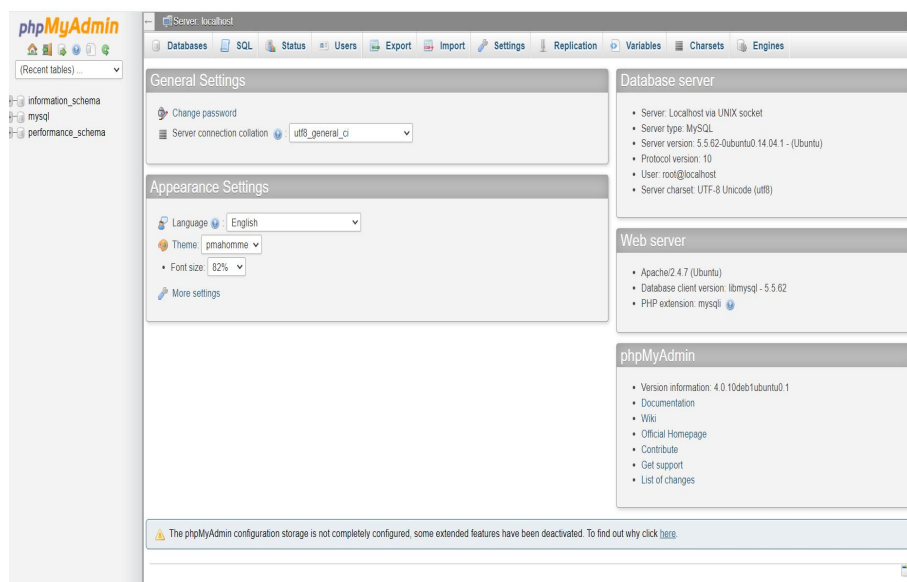 phpMyAdmin
(Recent tables) ...
information_schema
mysql
performance_schema
Server: localhost
Databases SQL Status Users Export Import Settings Replication Variables Charsets Engines
General Settings
Change password
Server connection collation : utf8_general_ci
Appearance Settings
Language : English
Theme: pmahomme
• Font size: 82%
More settings
Database server
• Server: Localhost via UNIX socket
• Server type: MySQL
• Server version: 5.5.62-0ubuntu0.14.04.1 - (Ubuntu)
• Protocol version: 10
• User: root@localhost
• Server charset: UTF-8 Unicode (utf8)
Web server
• Apache/2.4.7 (Ubuntu)
• Database client version: libmysql - 5.5.62
• PHP extension: mysqli
phpMyAdmin
• Version information: 4.0.10deb1ubuntu0.1
• Documentation
• Wiki
• Official Homepage
• Contribute
• Get support
• List of changes
The phpMyAdmin configuration storage is not completely configured, some extended features have been deactivated. To find out why click here.